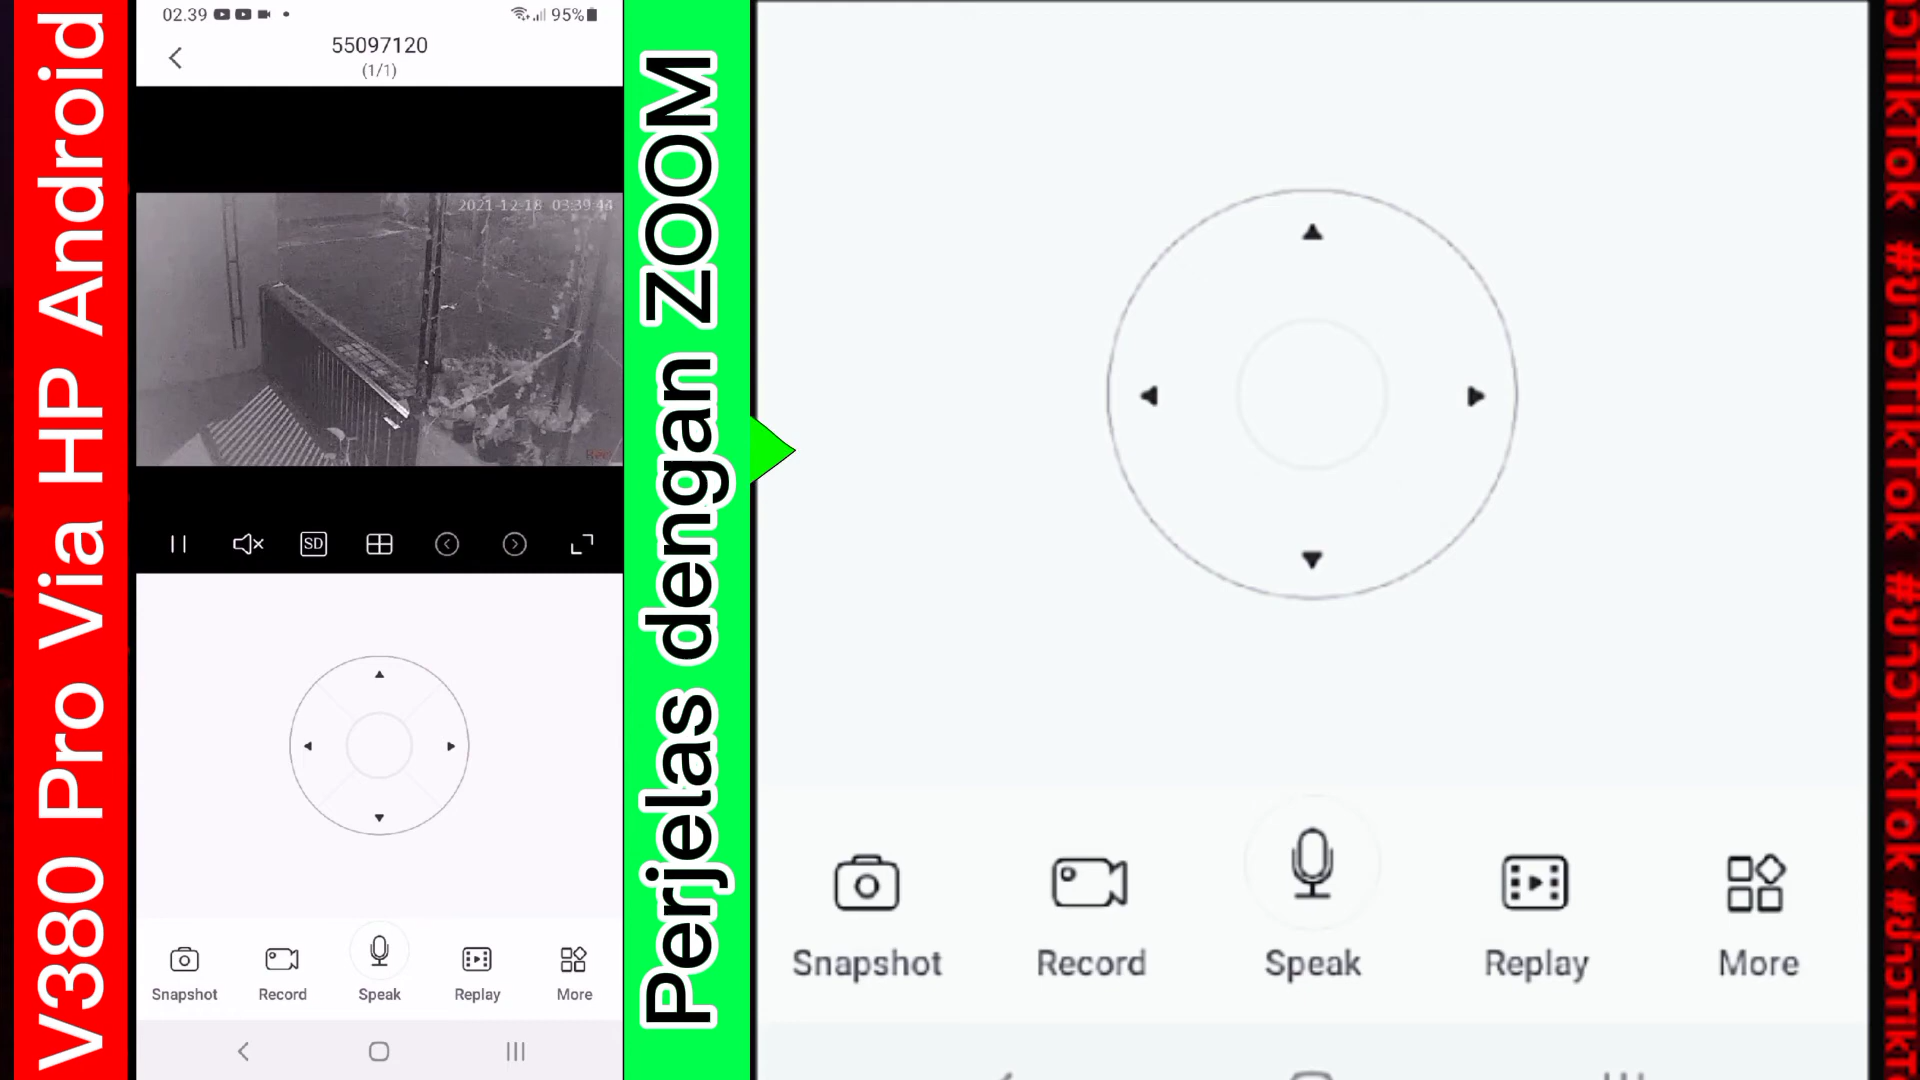 V380 Pro Via HP Android
02.39
95%
55097120
(1/1)
2021-12-18 03:39:44
Rec
SD
Snapshot
Record
Speak
Replay
More
Perjelas dengan ZOOM
Snapshot
Record
Speak
Replay
More